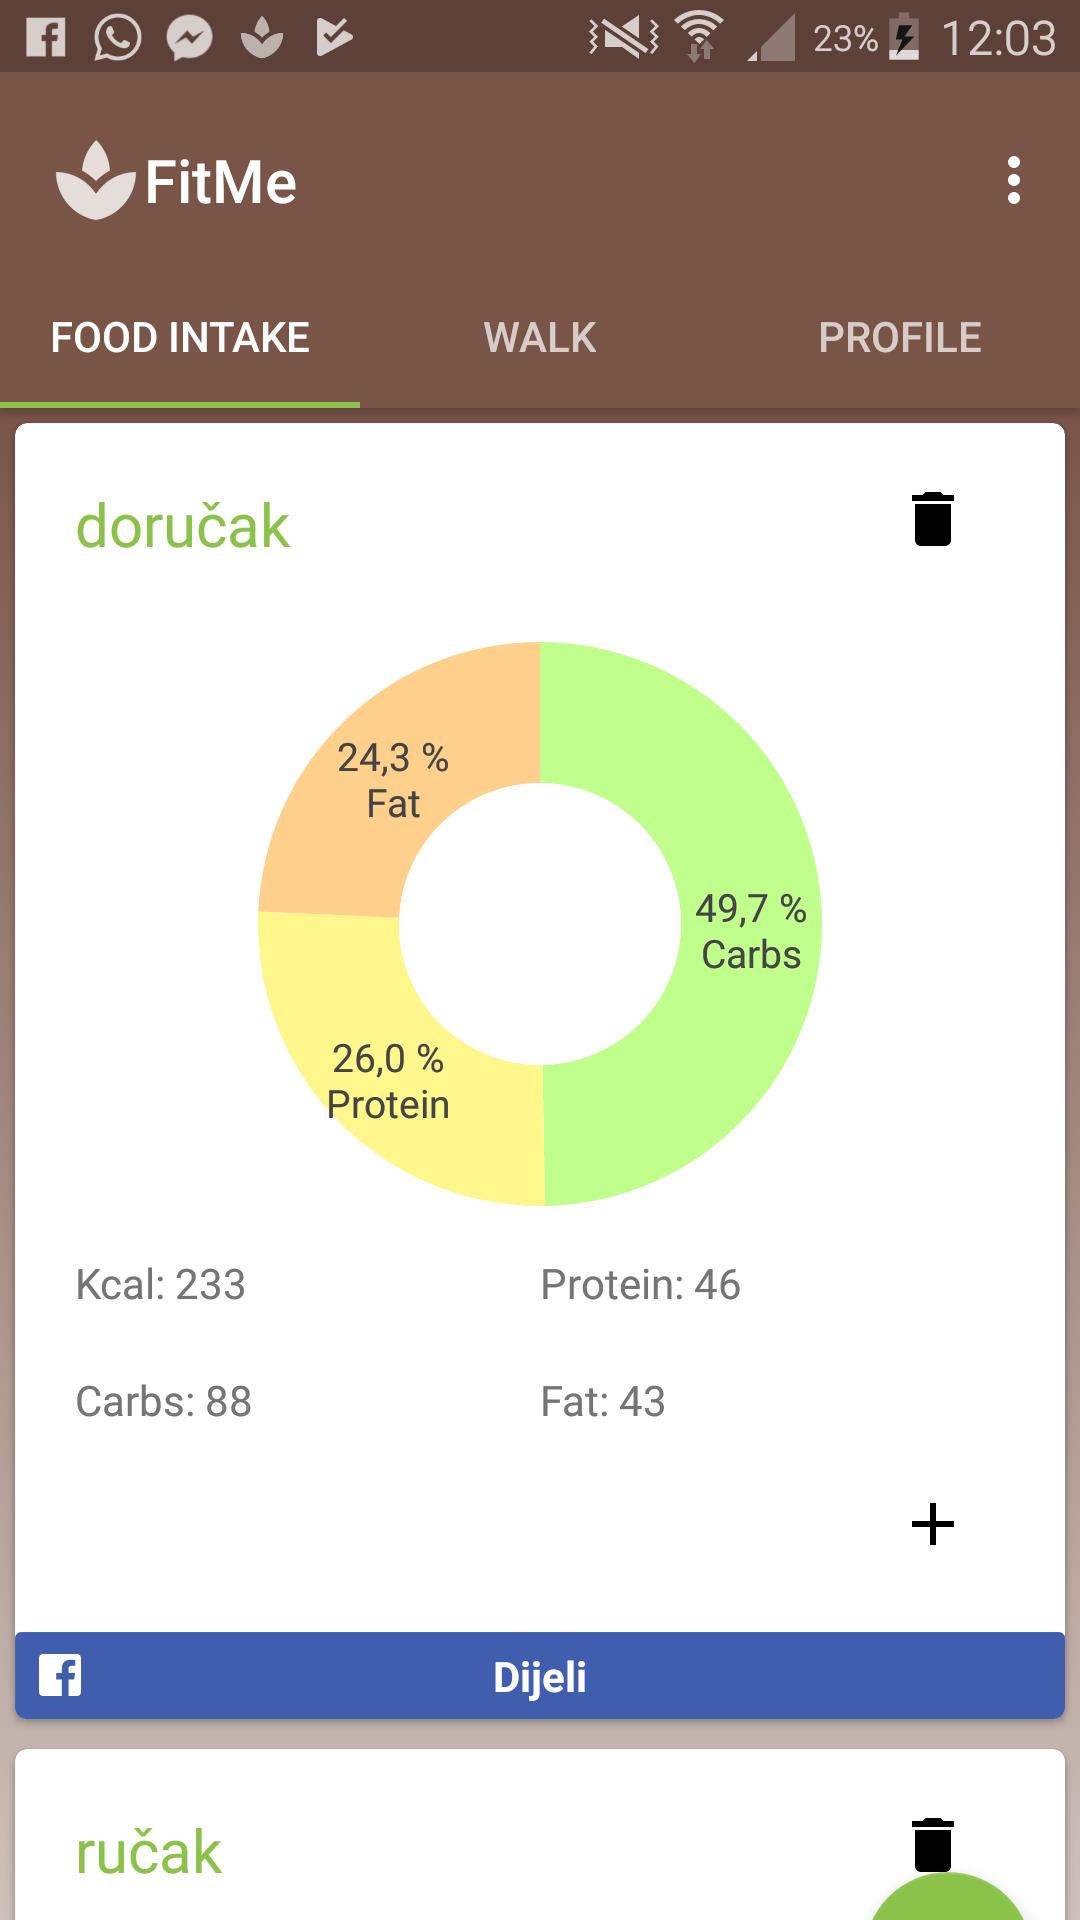 23% 12:03
FitMe
FOOD INTAKE WALK PROFILE
doručak
24,3 %
Fat
49,7 %
Carbs
26,0 %
Protein
Kcal: 233 Protein: 46
Carbs: 88 Fat: 43
Dijeli
ručak